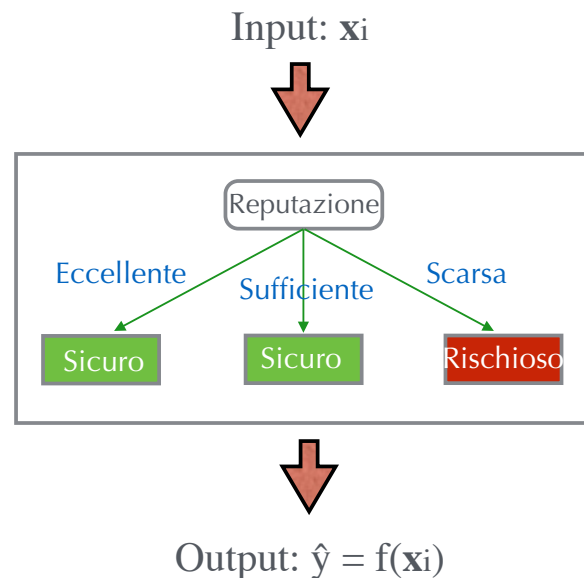 Input: xi
Reputazione
Eccellente
Sufficiente
Scarsa
Sicuro
Sicuro
Rischioso
Output: ŷ = f(xi)